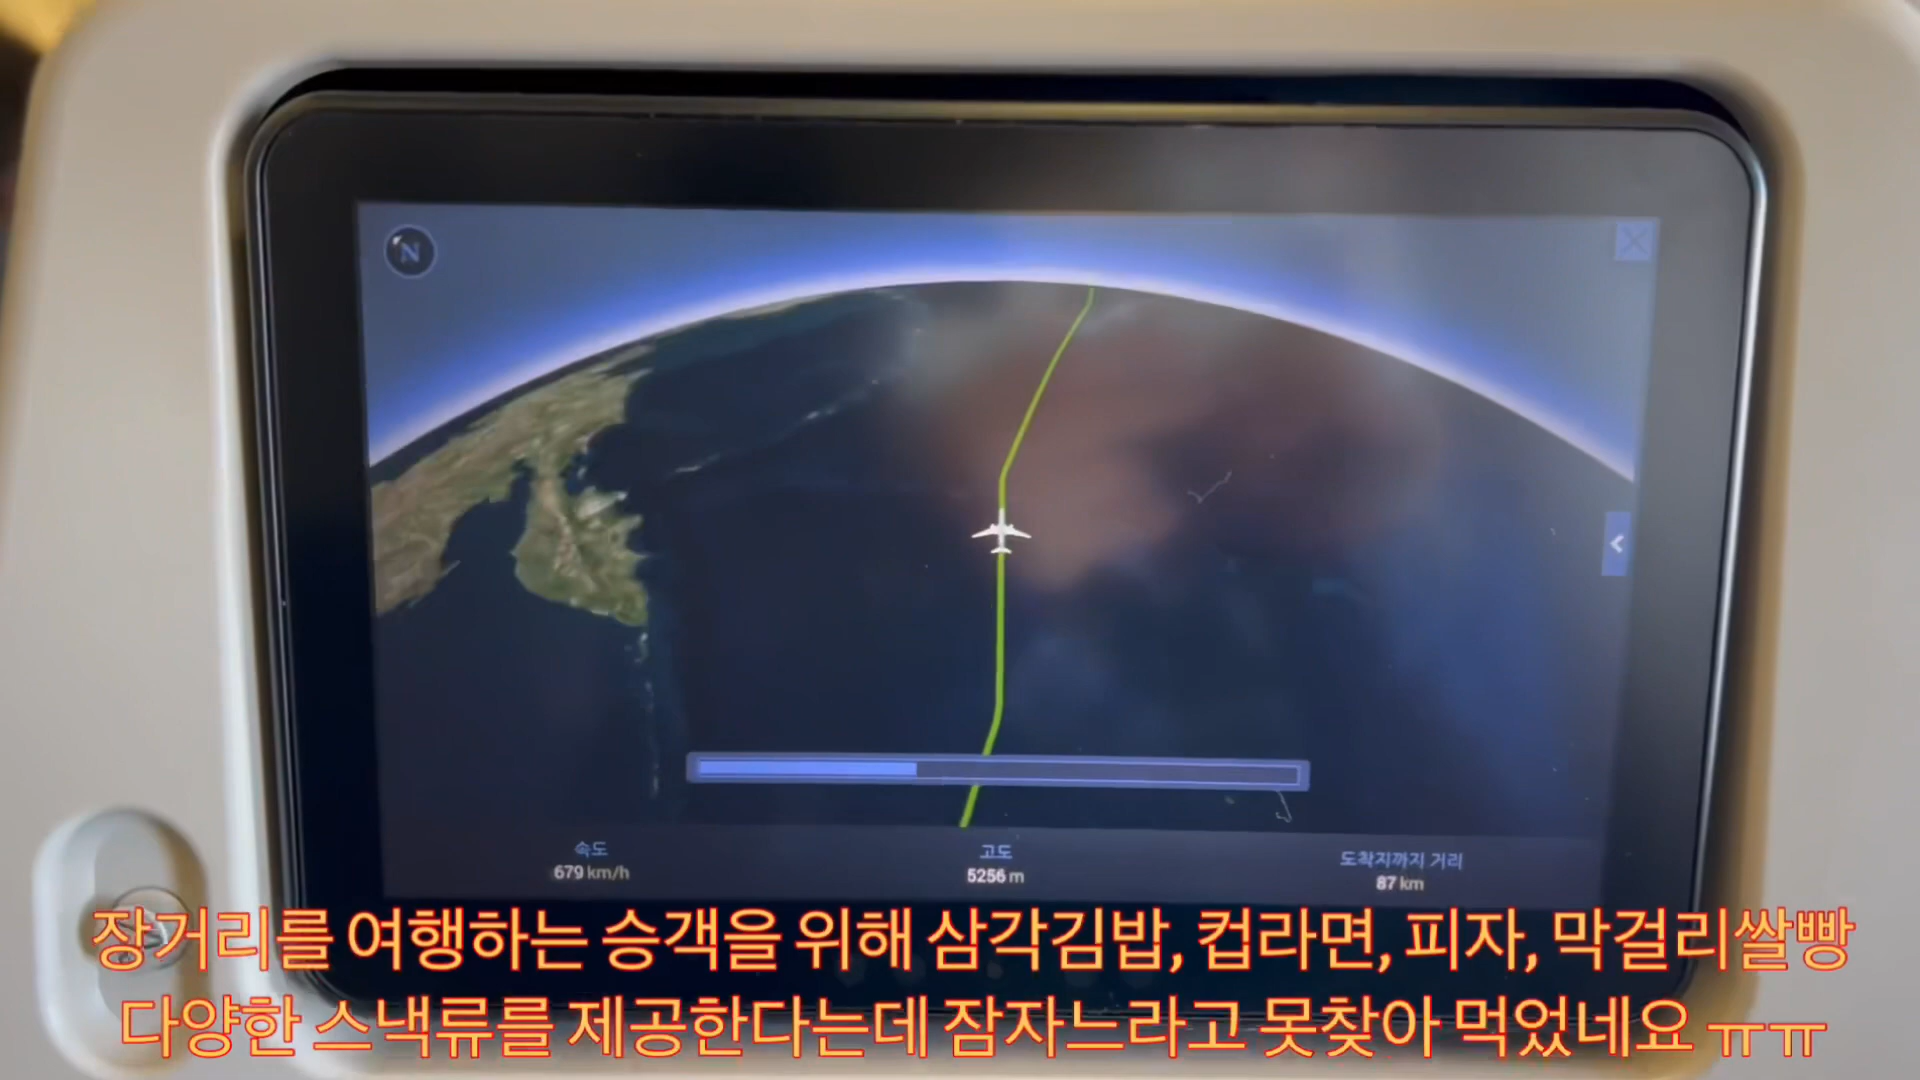 N
속도
679 km/h
고도
5256 m
도착지까지 거리
87 km
장거리를 여행하는 승객을 위해 삼각김밥, 컵라면, 피자, 막걸리쌀빵
다양한 스낵류를 제공한다는데 잠자느라고 못찾아 먹었네요 ㅠㅠ